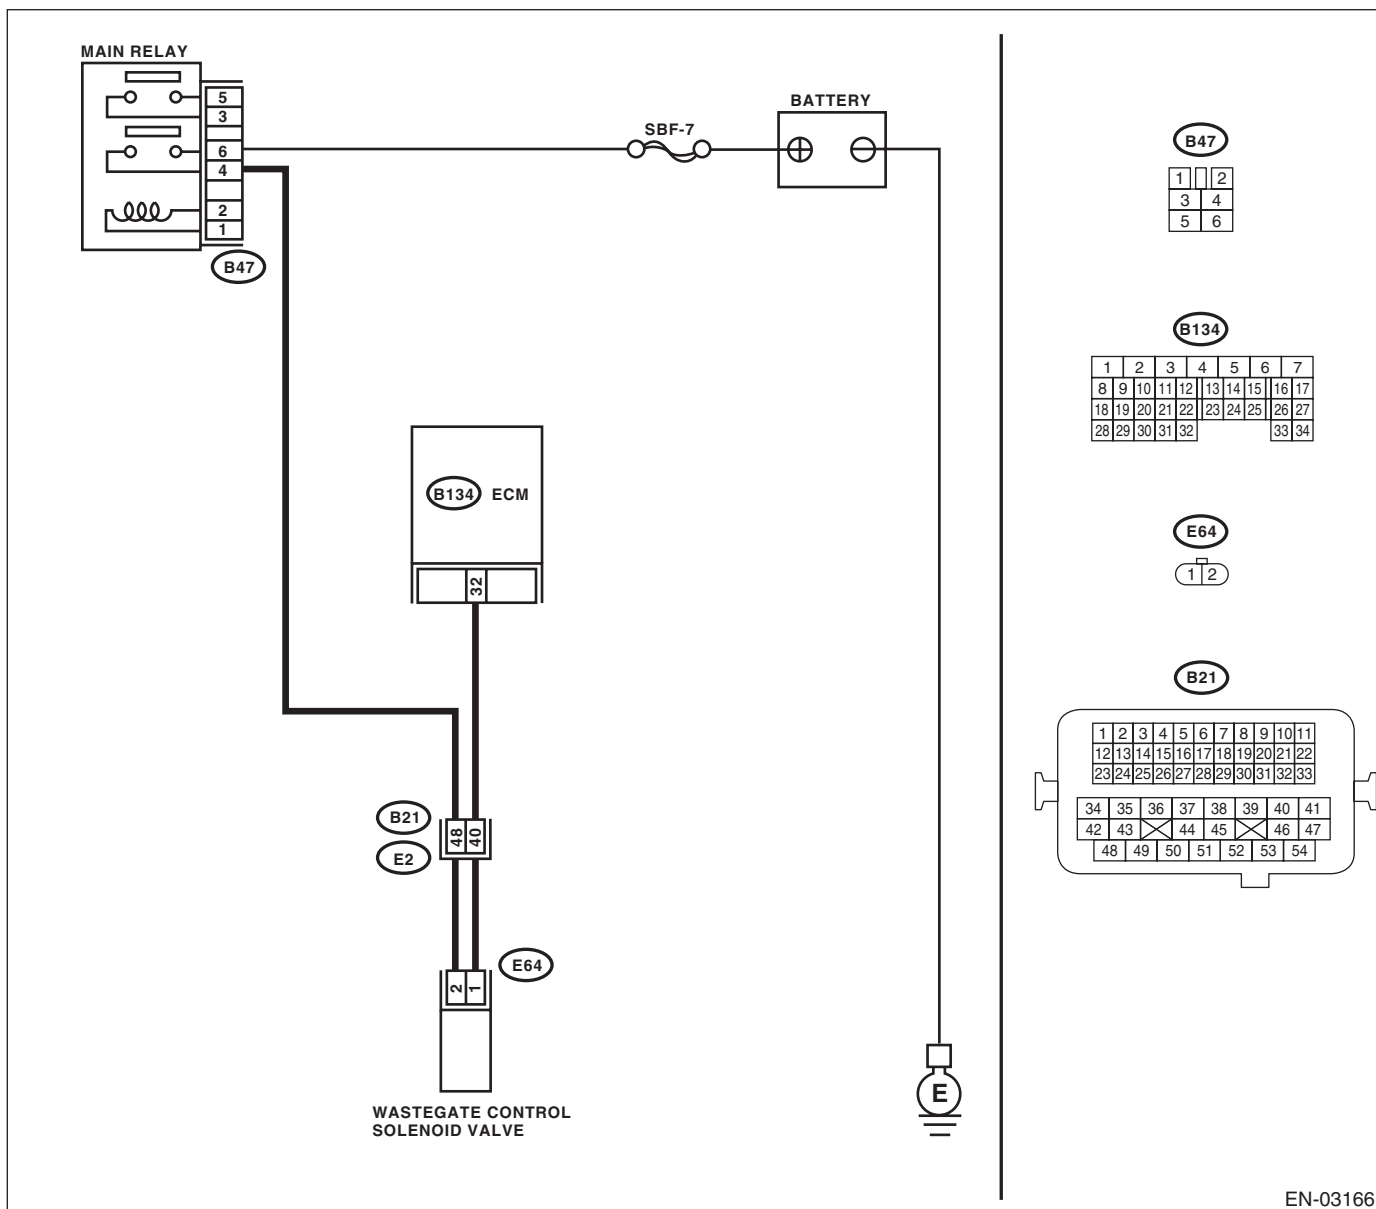 MAIN RELAY
5
3
6
4
2
1
B47
SBF-7
BATTERY
B134 ECM
32
B21
E2
48 40
E64
2 1
WASTEGATE CONTROL
SOLENOID VALVE
E
B47
1 2
3 4
5 6
B134
1 2 3 4 5 6 7
8 9 10 11 12 13 14 15 16 17
18 19 20 21 22 23 24 25 26 27
28 29 30 31 32 33 34
E64
1 2
B21
1 2 3 4 5 6 7 8 9 10 11
12 13 14 15 16 17 18 19 20 21 22
23 24 25 26 27 28 29 30 31 32 33
34 35 36 37 38 39 40 41
42 43 44 45 46 47
48 49 50 51 52 53 54
EN-03166